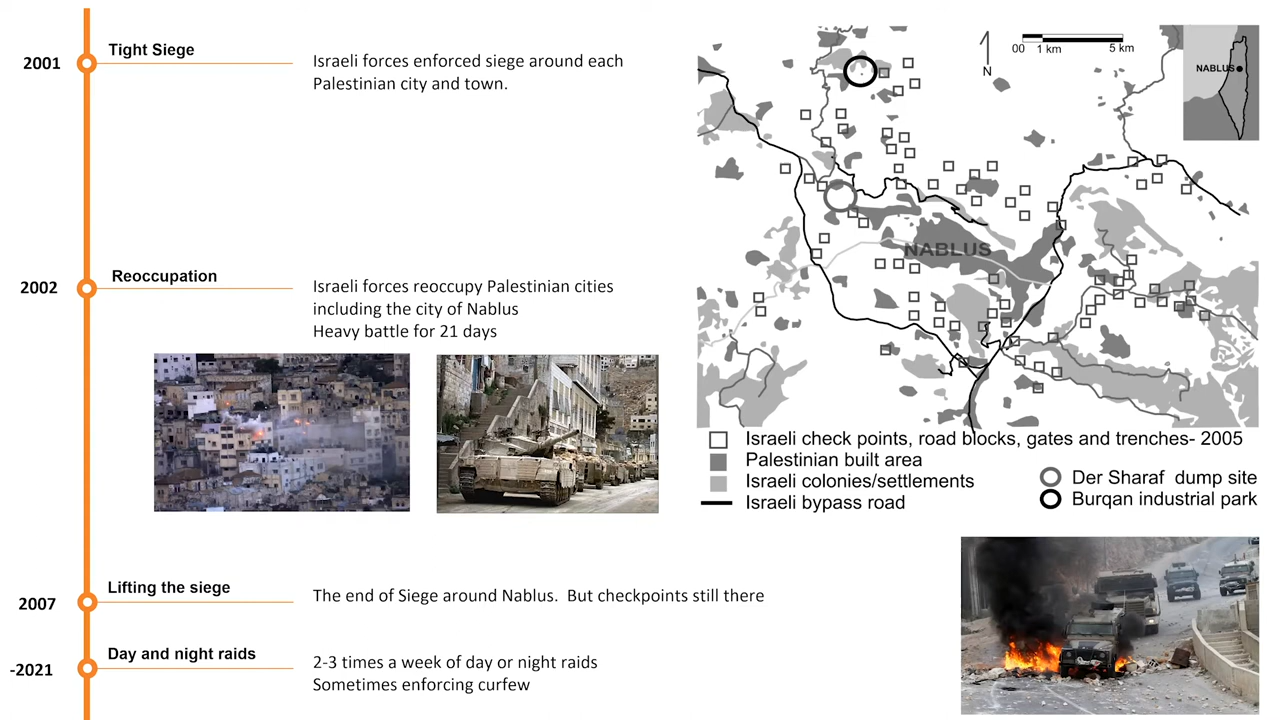 2001
Tight Siege
Israeli forces enforced siege around each
Palestinian city and town.
2002
Reoccupation
Israeli forces reoccupy Palestinian cities
including the city of Nablus
Heavy battle for 21 days
2007
Lifting the siege
The end of Siege around Nablus. But checkpoints still there
-2021
Day and night raids
2-3 times a week of day or night raids
Sometimes enforcing curfew
N
00 1 km 5 km
NABLUS
NABLUS
Israeli check points, road blocks, gates and trenches- 2005
Palestinian built area
Israeli colonies/settlements
Israeli bypass road
Der Sharaf dump site
Burqan industrial park